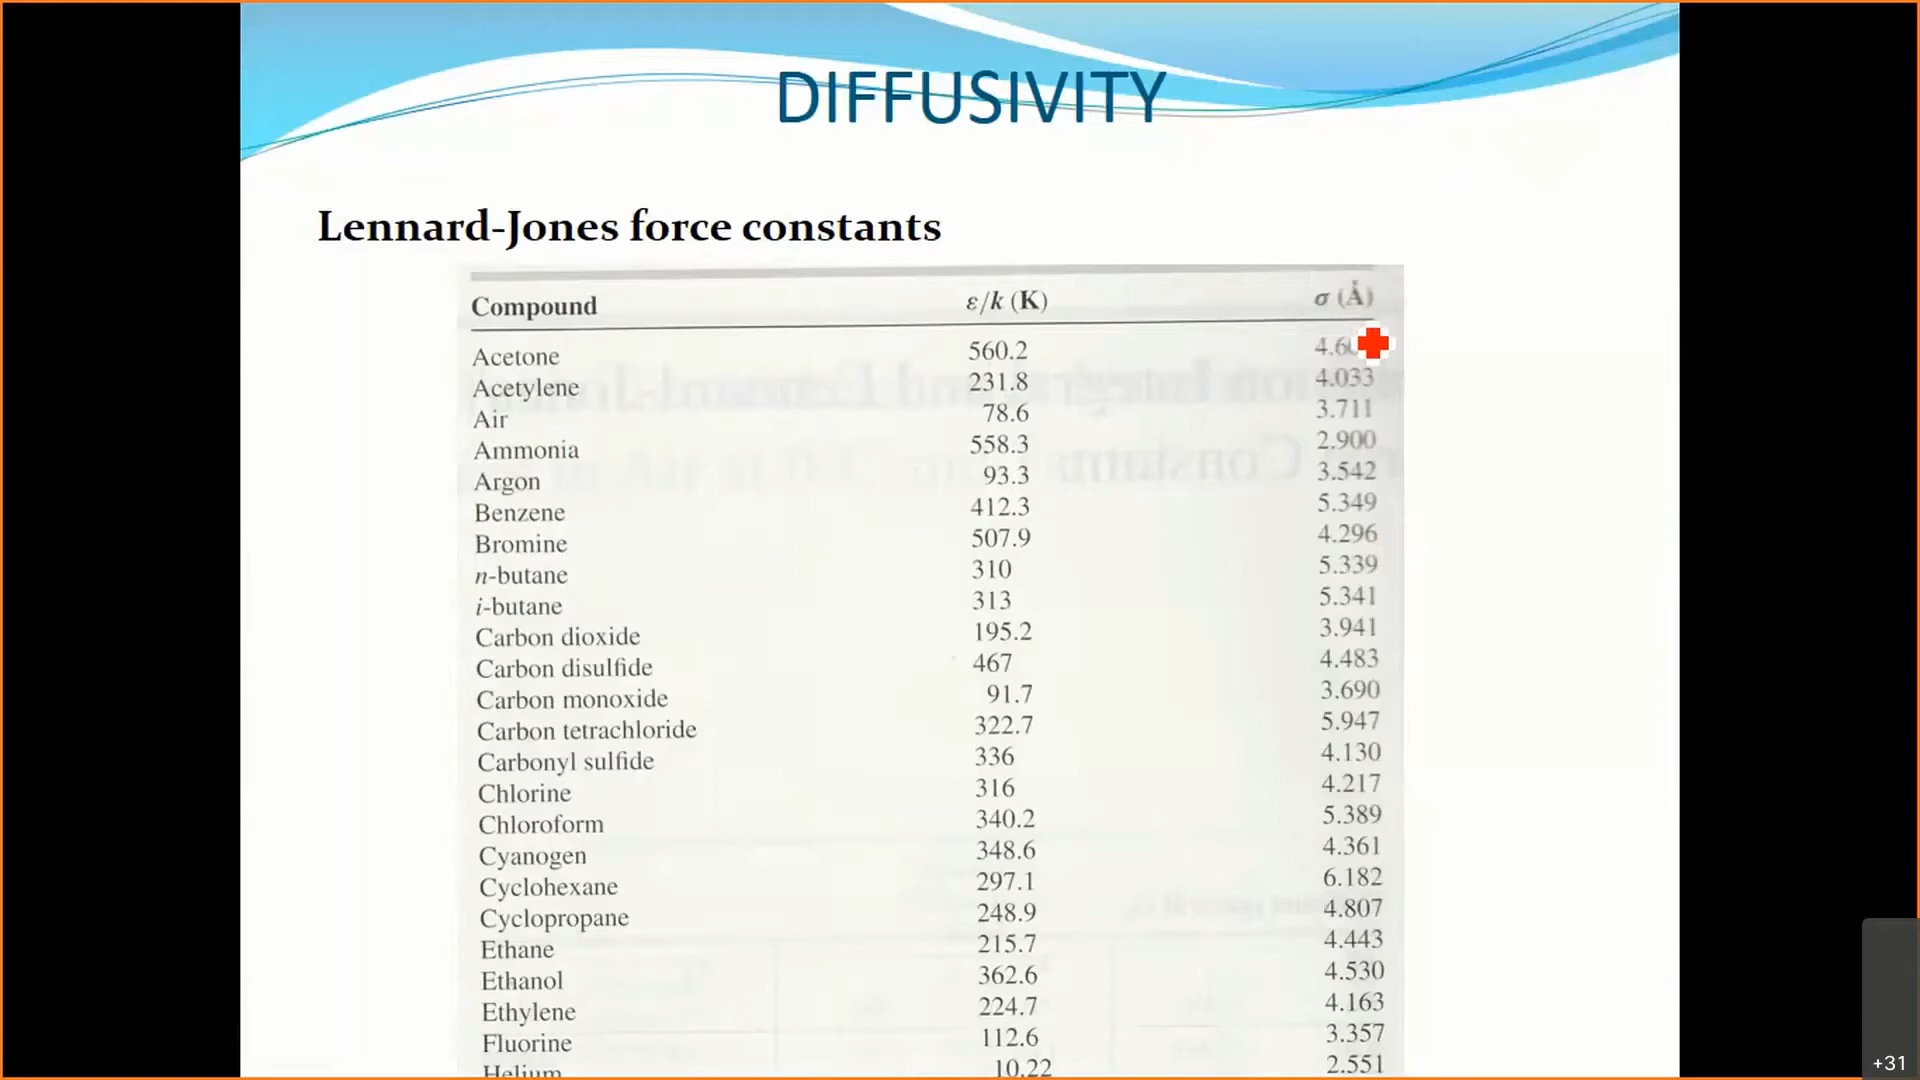 DIFFUSIVITY
Lennard-Jones force constants
Compound ε/k (K) σ (Å)
Acetone 560.2
Acetylene 231.8 4.033
Air 78.6 3.711
Ammonia 558.3 2.900
Argon 93.3 3.542
Benzene 412.3 5.349
Bromine 507.9 4.296
n-butane 310 5.339
i-butane 313 5.341
Carbon dioxide 195.2 3.941
Carbon disulfide 467 4.483
Carbon monoxide 91.7 3.690
Carbon tetrachloride 322.7 5.947
Carbonyl sulfide 336 4.130
Chlorine 316 4.217
Chloroform 340.2 5.389
Cyanogen 348.6 4.361
Cyclohexane 297.1 6.182
Cyclopropane 248.9 4.807
Ethane 215.7 4.443
Ethanol 362.6 4.530
Ethylene 224.7 4.163
Fluorine 112.6 3.357
Helium 10.22 2.551
+31